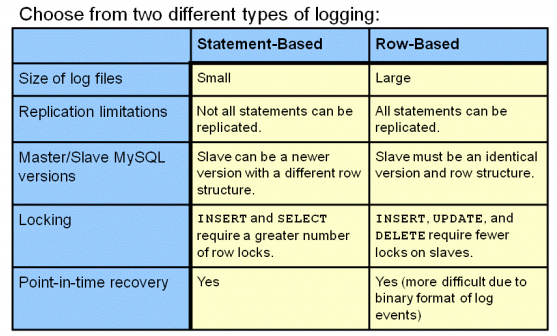 Choose from two different types of logging:
Statement-Based Row-Based
Size of log files Small Large
Replication limitations Not all statements can be All statements can be
replicated. replicated.
Master/Slave MySQL Slave can be a newer Slave must be an identical
versions version with a different row version and row structure.
structure.
Locking INSERT and SELECT INSERT, UPDATE, and
require a greater number DELETE require fewer
of row locks. locks on slaves.
Point-in-time recovery Yes Yes (more difficult due to
binary format of log
events)